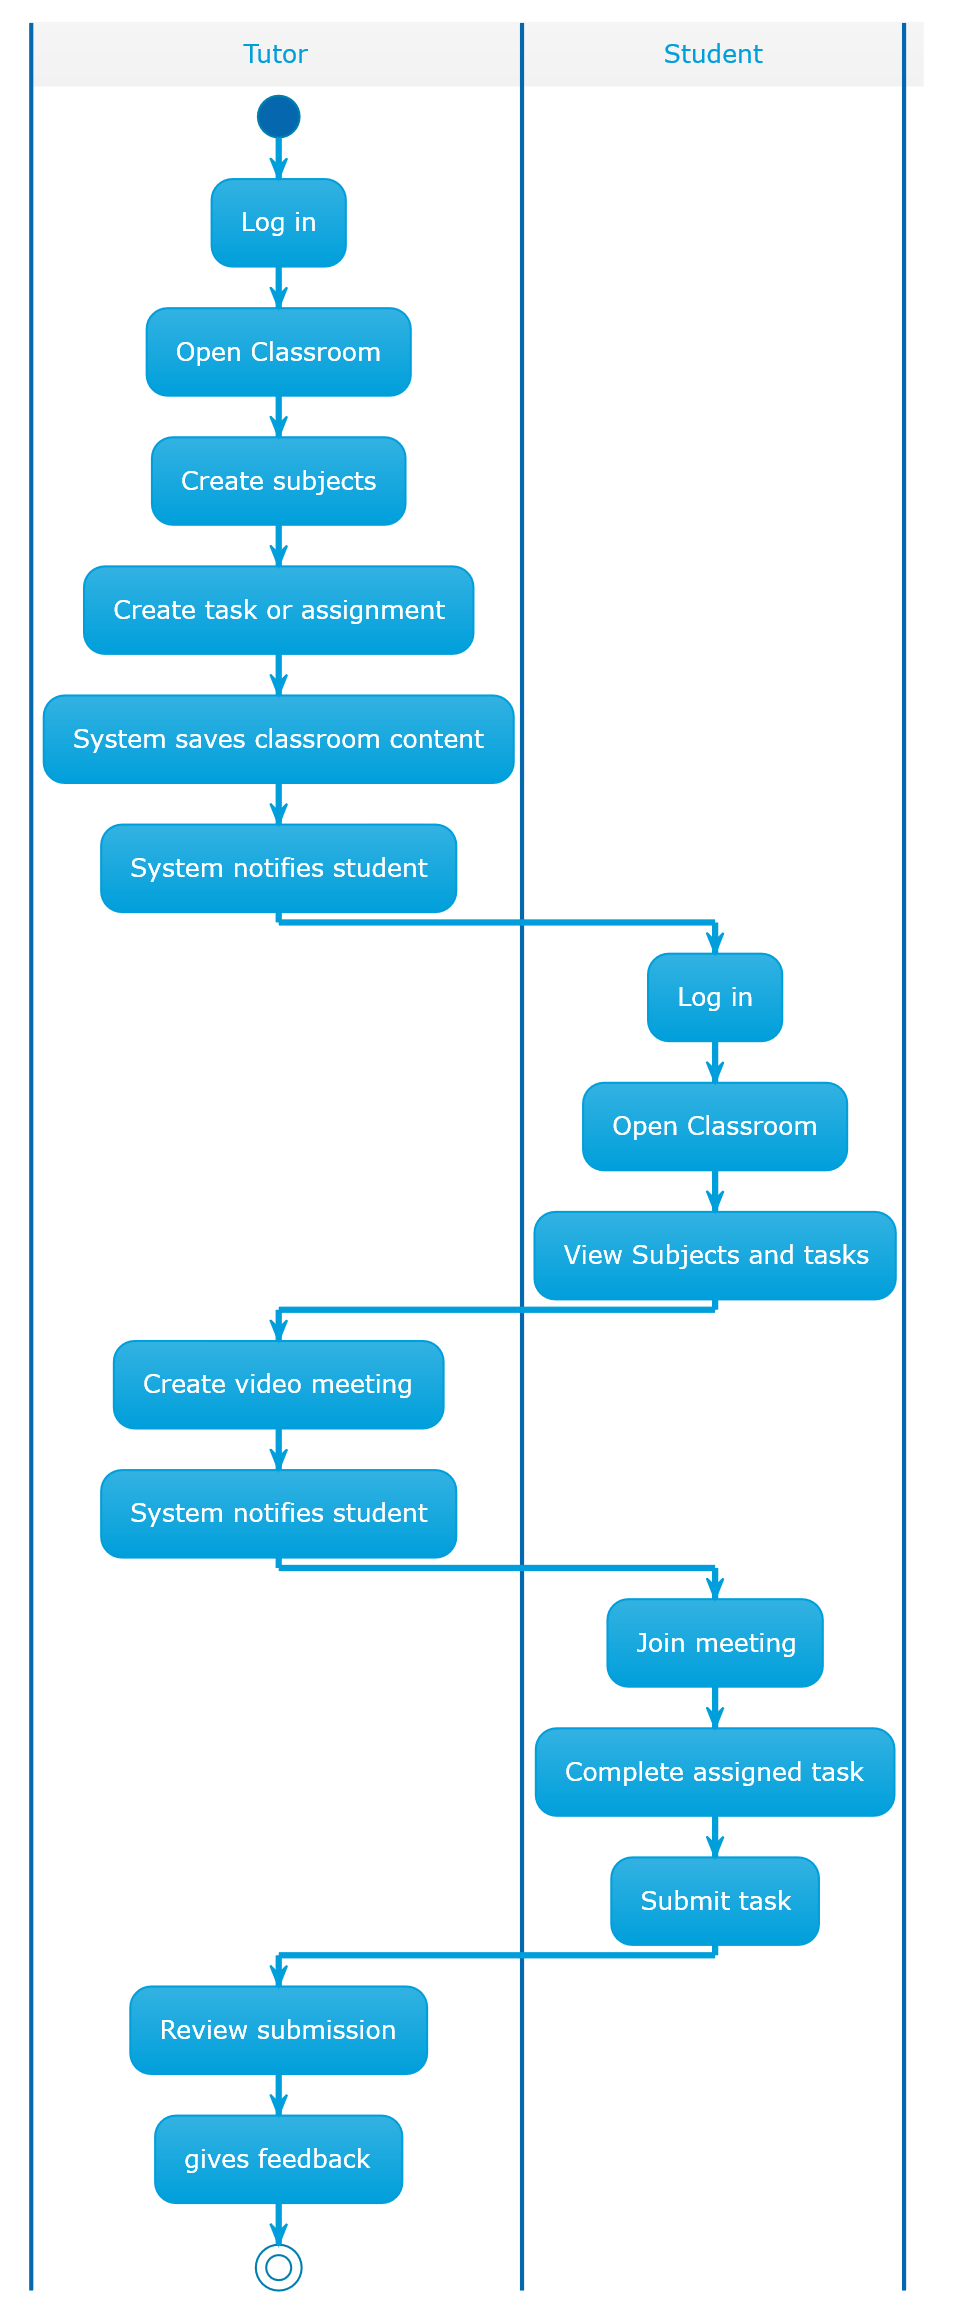 Tutor
Student
Log in
Open Classroom
Create subjects
Create task or assignment
System saves classroom content
System notifies student
Log in
Open Classroom
View Subjects and tasks
Create video meeting
System notifies student
Join meeting
Complete assigned task
Submit task
Review submission
gives feedback